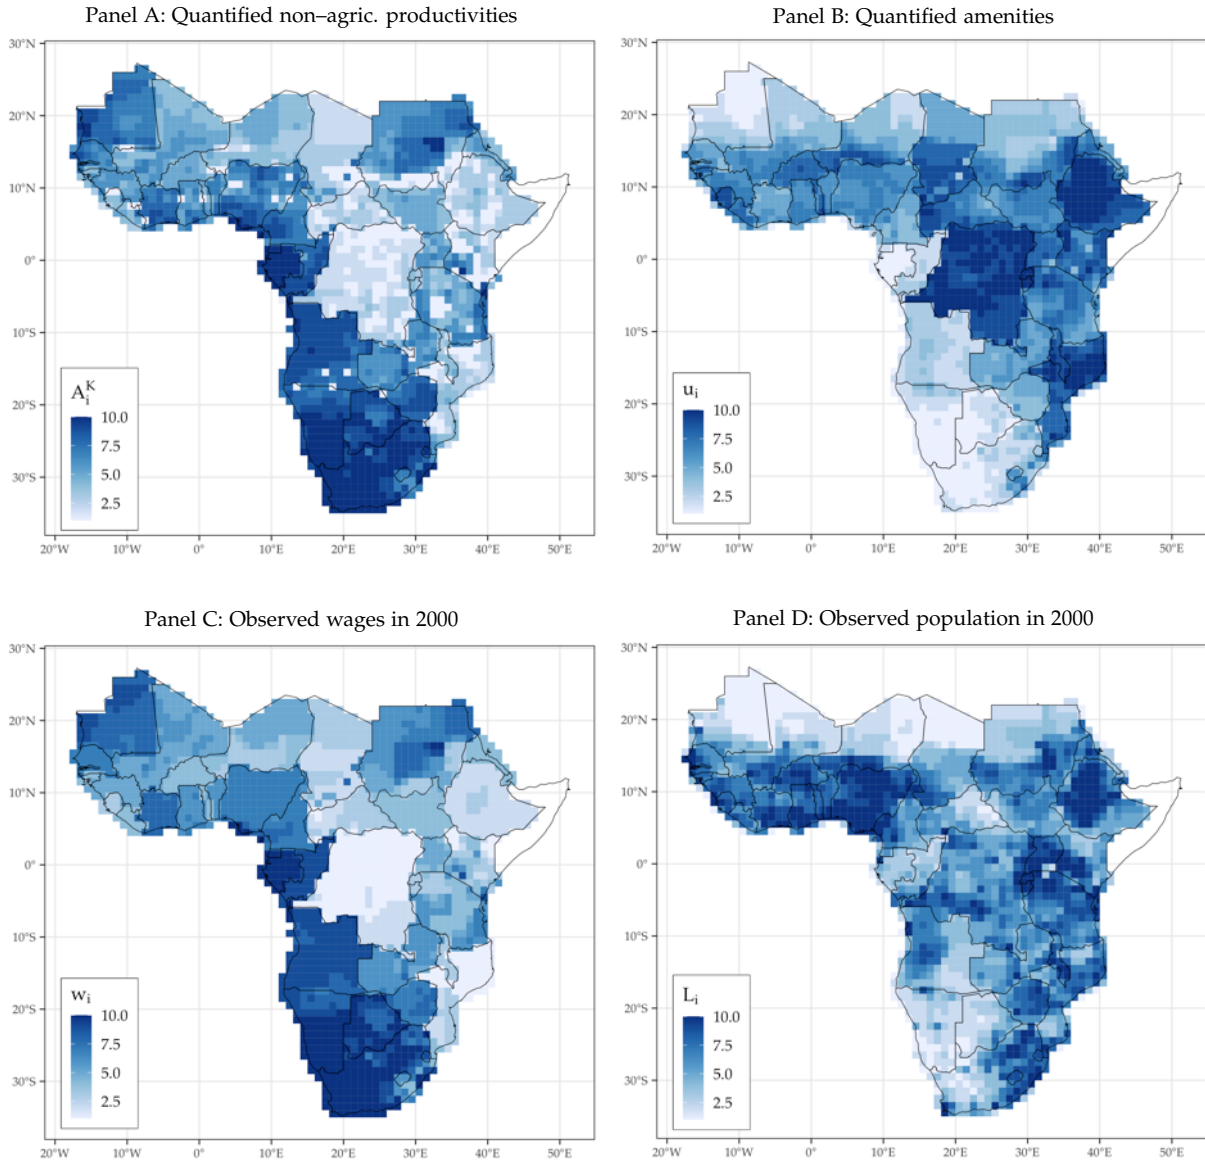 Panel A: Quantified non–agric. productivities
30°N
20°N
10°N
0°
10°S
20°S
30°S
A_i^K
10.0
7.5
5.0
2.5
20°W 10°W 0° 10°E 20°E 30°E 40°E 50°E
Panel B: Quantified amenities
30°N
20°N
10°N
0°
10°S
20°S
30°S
u_i
10.0
7.5
5.0
2.5
20°W 10°W 0° 10°E 20°E 30°E 40°E 50°E
Panel C: Observed wages in 2000
30°N
20°N
10°N
0°
10°S
20°S
30°S
w_i
10.0
7.5
5.0
2.5
20°W 10°W 0° 10°E 20°E 30°E 40°E 50°E
Panel D: Observed population in 2000
30°N
20°N
10°N
0°
10°S
20°S
30°S
L_i
10.0
7.5
5.0
2.5
20°W 10°W 0° 10°E 20°E 30°E 40°E 50°E